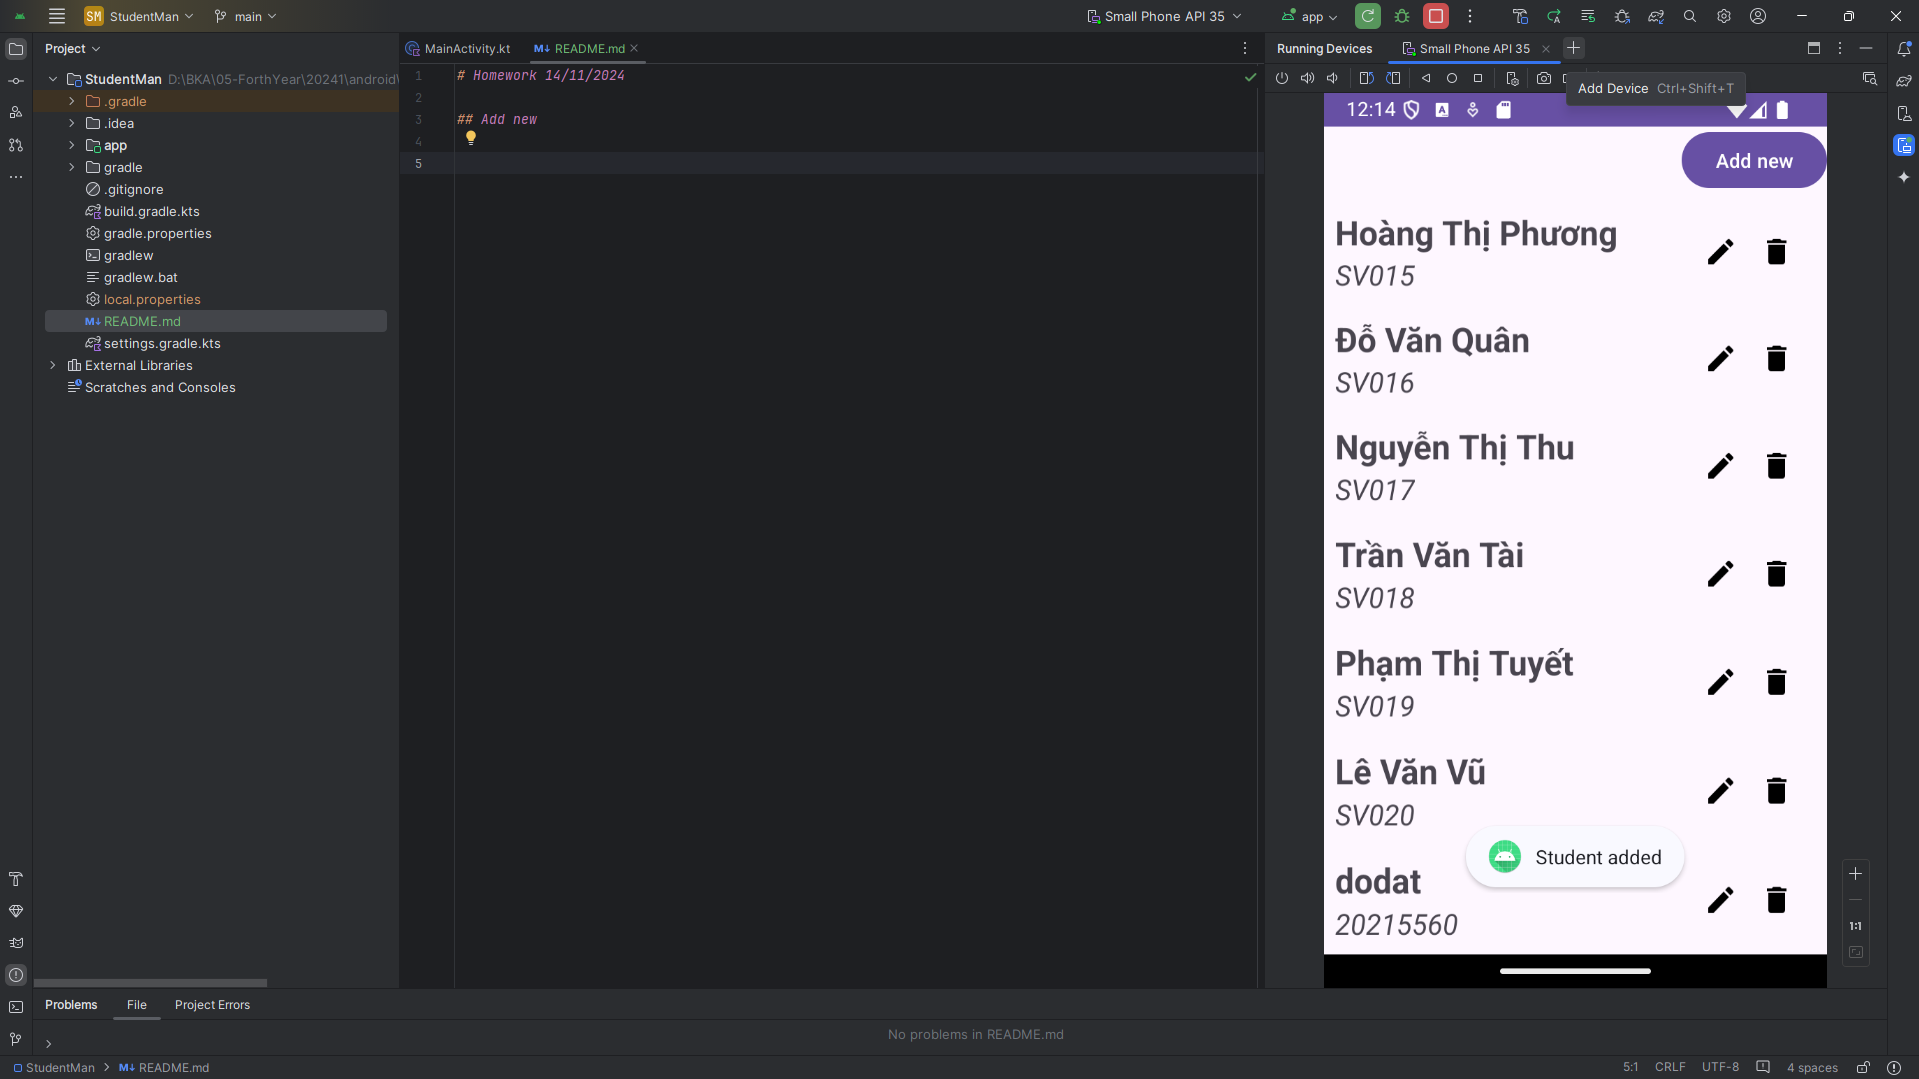 SM StudentMan
main
Small Phone API 35
app
Project
MainActivity.kt
README.md
Running Devices
Small Phone API 35
Add Device Ctrl+Shift+T
StudentMan D:\BKA\05-ForthYear\20241\android\
.gradle
.idea
app
gradle
.gitignore
build.gradle.kts
gradle.properties
gradlew
gradlew.bat
local.properties
README.md
settings.gradle.kts
External Libraries
Scratches and Consoles
1 # Homework 14/11/2024
2
3 ## Add new
4
5
12:14
Add new
Hoàng Thị Phương
SV015
Đỗ Văn Quân
SV016
Nguyễn Thị Thu
SV017
Trần Văn Tài
SV018
Phạm Thị Tuyết
SV019
Lê Văn Vũ
SV020
Student added
dodat
20215560
1:1
Problems
File
Project Errors
No problems in README.md
StudentMan
README.md
5:1
CRLF
UTF-8
4 spaces